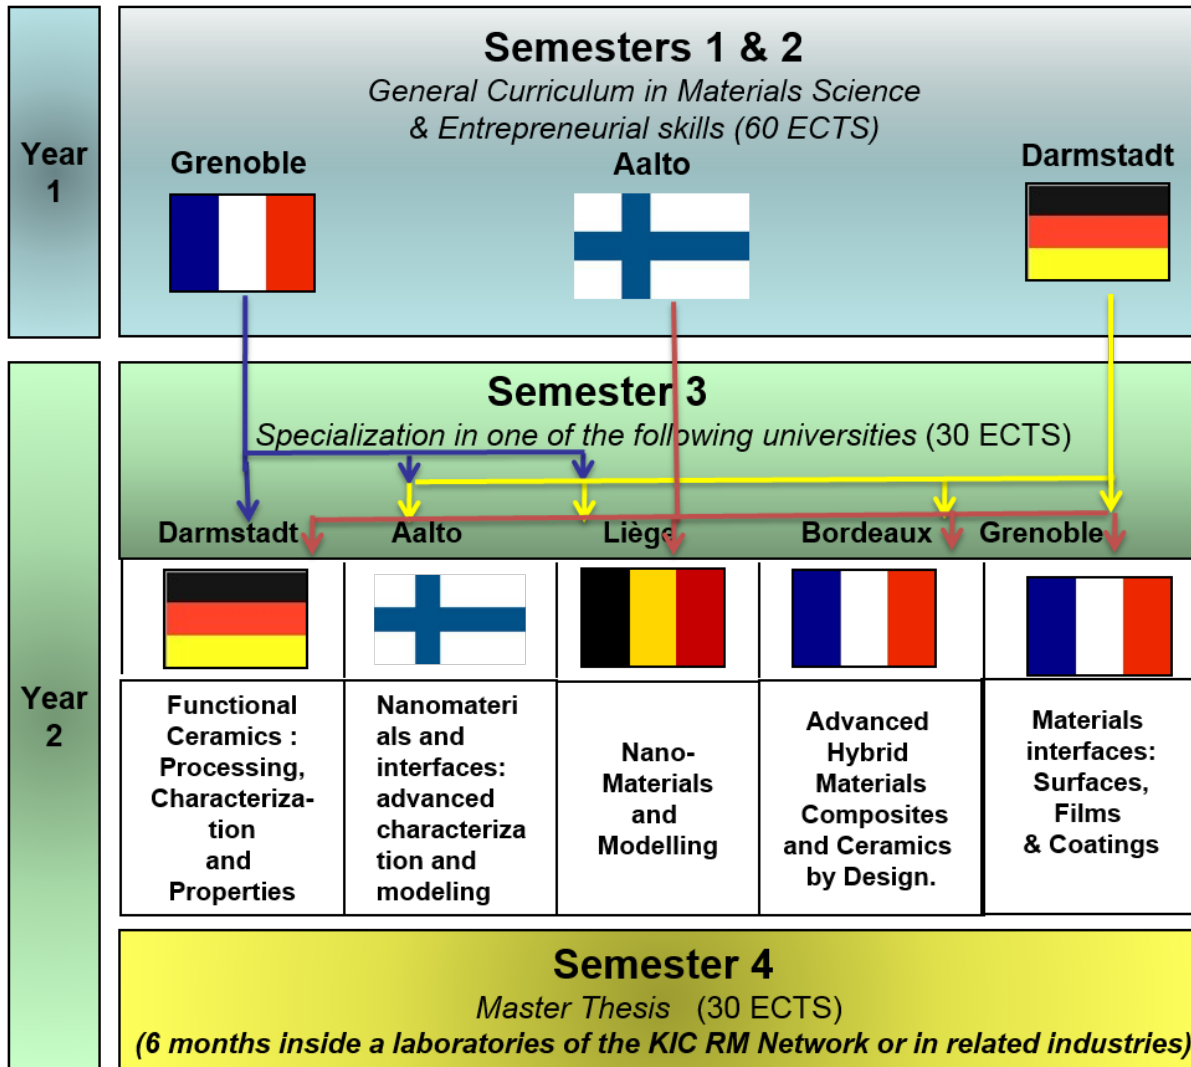 Year
1
Semesters 1 & 2
General Curriculum in Materials Science
& Entrepreneurial skills (60 ECTS)
Grenoble
Aalto
Darmstadt
Year
2
Semester 3
Specialization in one of the following universities (30 ECTS)
Darmstadt
Aalto
Liège
Bordeaux
Grenoble
Functional
Ceramics :
Processing,
Characteriza-
tion
and
Properties
Nanomateri
als and
interfaces:
advanced
characteriza
tion and
modeling
Nano-
Materials
and
Modelling
Advanced
Hybrid
Materials
Composites
and Ceramics
by Design.
Materials
interfaces:
Surfaces,
Films
& Coatings
Semester 4
Master Thesis (30 ECTS)
(6 months inside a laboratories of the KIC RM Network or in related industries)